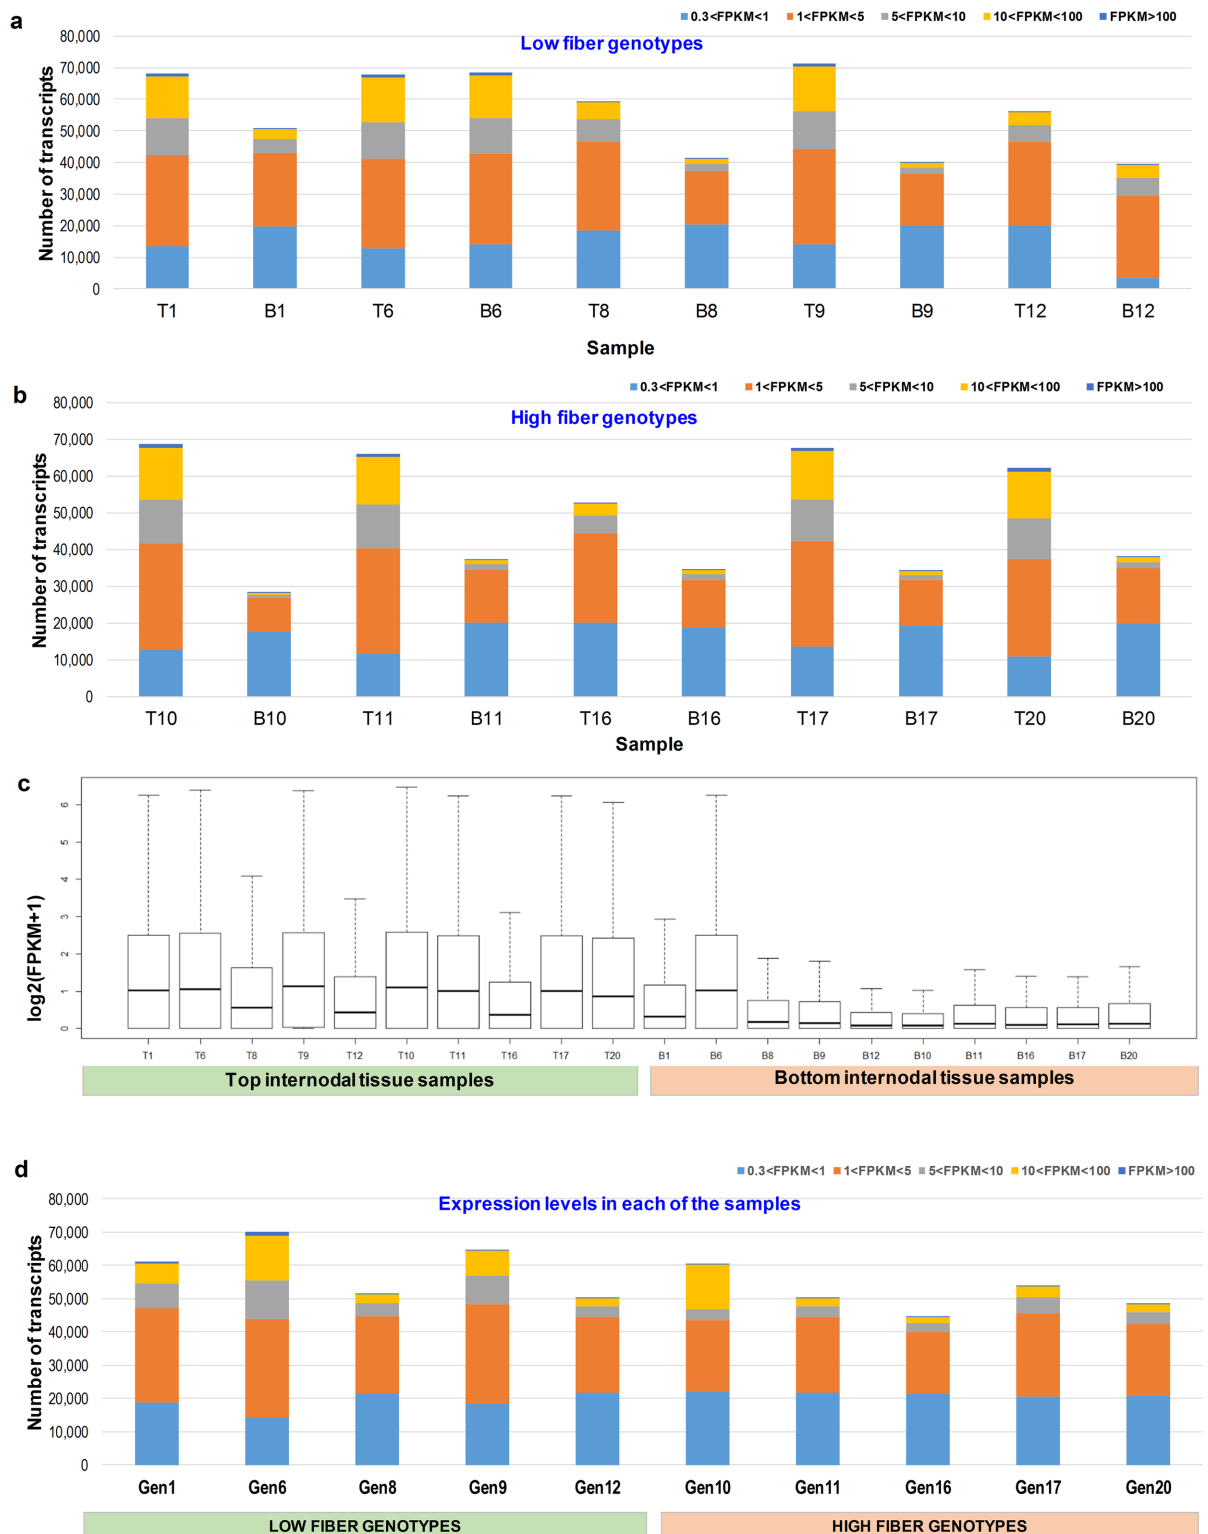 a
0.3<FPKM<1 1<FPKM<5 5<FPKM<10 10<FPKM<100 FPKM>100
Low fiber genotypes
Number of transcripts
80,000
70,000
60,000
50,000
40,000
30,000
20,000
10,000
0
T1 B1 T6 B6 T8 B8 T9 B9 T12 B12
Sample
b
0.3<FPKM<1 1<FPKM<5 5<FPKM<10 10<FPKM<100 FPKM>100
High fiber genotypes
Number of transcripts
80,000
70,000
60,000
50,000
40,000
30,000
20,000
10,000
0
T10 B10 T11 B11 T16 B16 T17 B17 T20 B20
Sample
c
log2(FPKM+1)
6
5
4
3
2
1
0
T1 T6 T8 T9 T12 T10 T11 T16 T17 T20 B1 B6 B8 B9 B12 B10 B11 B16 B17 B20
Top internodal tissue samples Bottom internodal tissue samples
d
0.3<FPKM<1 1<FPKM<5 5<FPKM<10 10<FPKM<100 FPKM>100
Expression levels in each of the samples
Number of transcripts
80,000
70,000
60,000
50,000
40,000
30,000
20,000
10,000
0
Gen1 Gen6 Gen8 Gen9 Gen12 Gen10 Gen11 Gen16 Gen17 Gen20
LOW FIBER GENOTYPES HIGH FIBER GENOTYPES